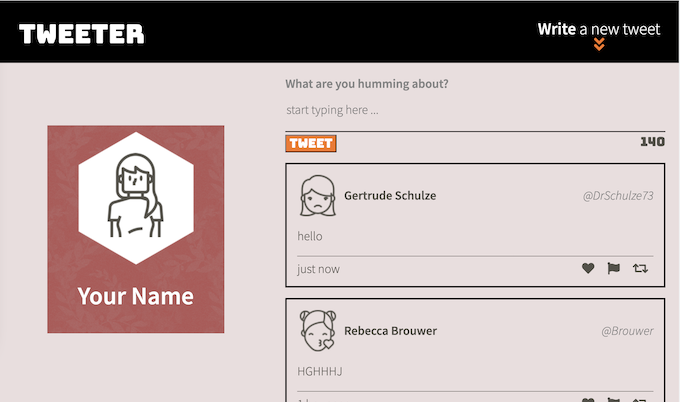 TWEETER
Write a new tweet
What are you humming about?
start typing here ...
TWEET
140
Gertrude Schulze
@DrSchulze73
hello
just now
Your Name
Rebecca Brouwer
@Brouwer
HGHHHJ